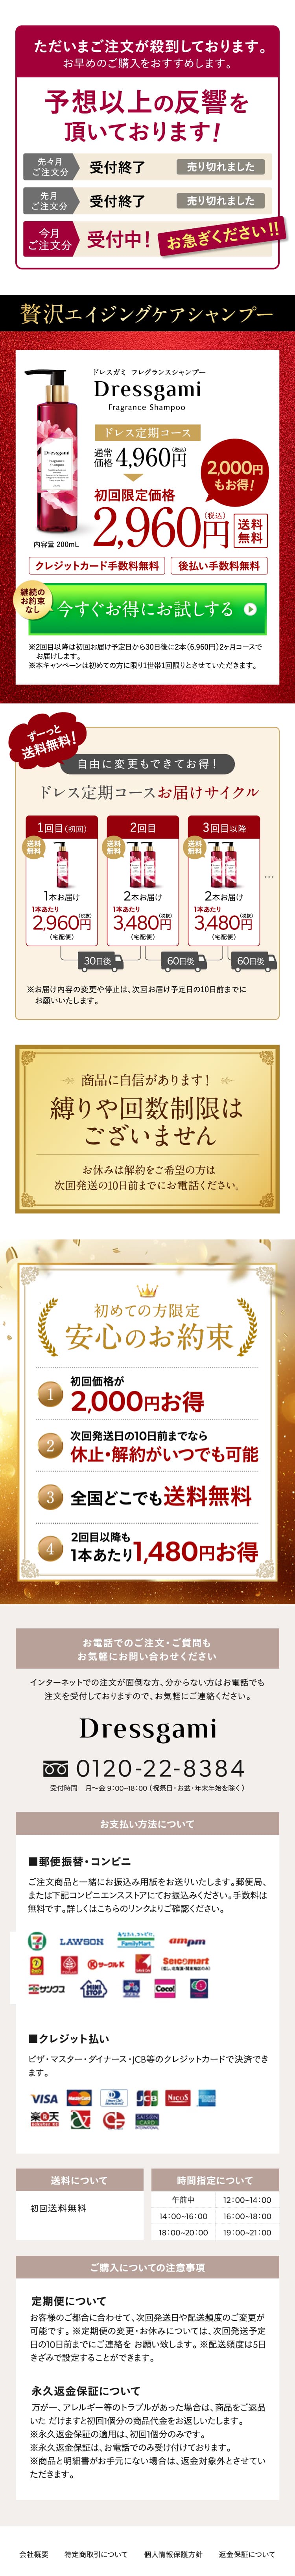 ただいまご注文が殺到しております。
お早めのご購入をおすすめします。
予想以上の反響を
頂いております!
先々月
ご注文分
受付終了
売り切れました
先月
ご注文分
受付終了
売り切れました
今月
ご注文分
受付中!
お急ぎください!!
贅沢エイジングケアシャンプー
ドレスガミ フレグランスシャンプー
Dressgami
Fragrance Shampoo
ドレス定期コース
通常価格 4,960円(税込)
2,000円
もお得!
初回限定価格
2,960円(税込)
送料無料
Dressgami
Fragrance
Shampoo
内容量 200mL
クレジットカード手数料無料
後払い手数料無料
継続の
お約束
なし
今すぐお得にお試しする
※2回目以降は初回お届け予定日から30日後に2本(6,960円)2ヶ月コースで
お届けします。
※本キャンペーンは初めての方に限り1世帯1回限りとさせていただきます。
ずーっと
送料無料!
自由に変更もできてお得!
ドレス定期コースお届けサイクル
1回目(初回)
送料無料
1本お届け
1本あたり
2,960円(税抜)
(宅配便)
2回目
送料無料
2本お届け
1本あたり
3,480円(税抜)
(宅配便)
3回目以降
送料無料
2本お届け
1本あたり
3,480円(税抜)
(宅配便)
…
30日後
60日後
60日後
※お届け内容の変更や停止は、次回お届け予定日の10日前までに
お願いいたします。
商品に自信があります!
縛りや回数制限は
ございません
お休みは解約をご希望の方は
次回発送の10日前までにお電話ください。
初めての方限定
安心のお約束
1
初回価格が
2,000円お得
2
次回発送日の10日前までなら
休止・解約がいつでも可能
3
全国どこでも送料無料
4
2回目以降も
1本あたり1,480円お得
お電話でのご注文・ご質問も
お気軽にお問い合わせください
インターネットでの注文が面倒な方、分からない方はお電話でも
注文を受付しておりますので、お気軽にご連絡ください。
Dressgami
0120-22-8384
受付時間 月〜金 9:00~18:00 (祝祭日・お盆・年末年始を除く)
お支払い方法について
■郵便振替・コンビニ
ご注文商品と一緒にお振込み用紙をお送りいたします。郵便局、
または下記コンビニエンスストアにてお振込みください。手数料は
無料です。詳しくはこちらのリンクよりご確認ください。
LAWSON
FamilyMart
ampm
サークルK
Seicomart
サンクス
MINI STOP
Coco!
■クレジット払い
ビザ・マスター・ダイナース・JCB等のクレジットカードで決済でき
ます。
VISA
MasterCard
JCB
NICOS
楽天
送料について
初回送料無料
時間指定について
午前中
12:00~14:00
14:00~16:00
16:00~18:00
18:00~20:00
19:00~21:00
ご購入についての注意事項
定期便について
お客様のご都合に合わせて、次回発送日や配送頻度のご変更が
可能です。※定期便の変更・お休みについては、次回発送予定
日の10日前までにご連絡を お願い致します。※配送頻度は5日
きざみで設定することができます。
永久返金保証について
万が一、アレルギー等のトラブルがあった場合は、商品をご返品
いた だけますと初回1個分の商品代金をお返しいたします。
※永久返金保証の適用は、初回1個分のみです。
※永久返金保証は、お電話でのみ受け付けております。
※商品と明細書がお手元にない場合は、返金対象外とさせてい
ただきます。
会社概要
特定商取引について
個人情報保護方針
返金保証について